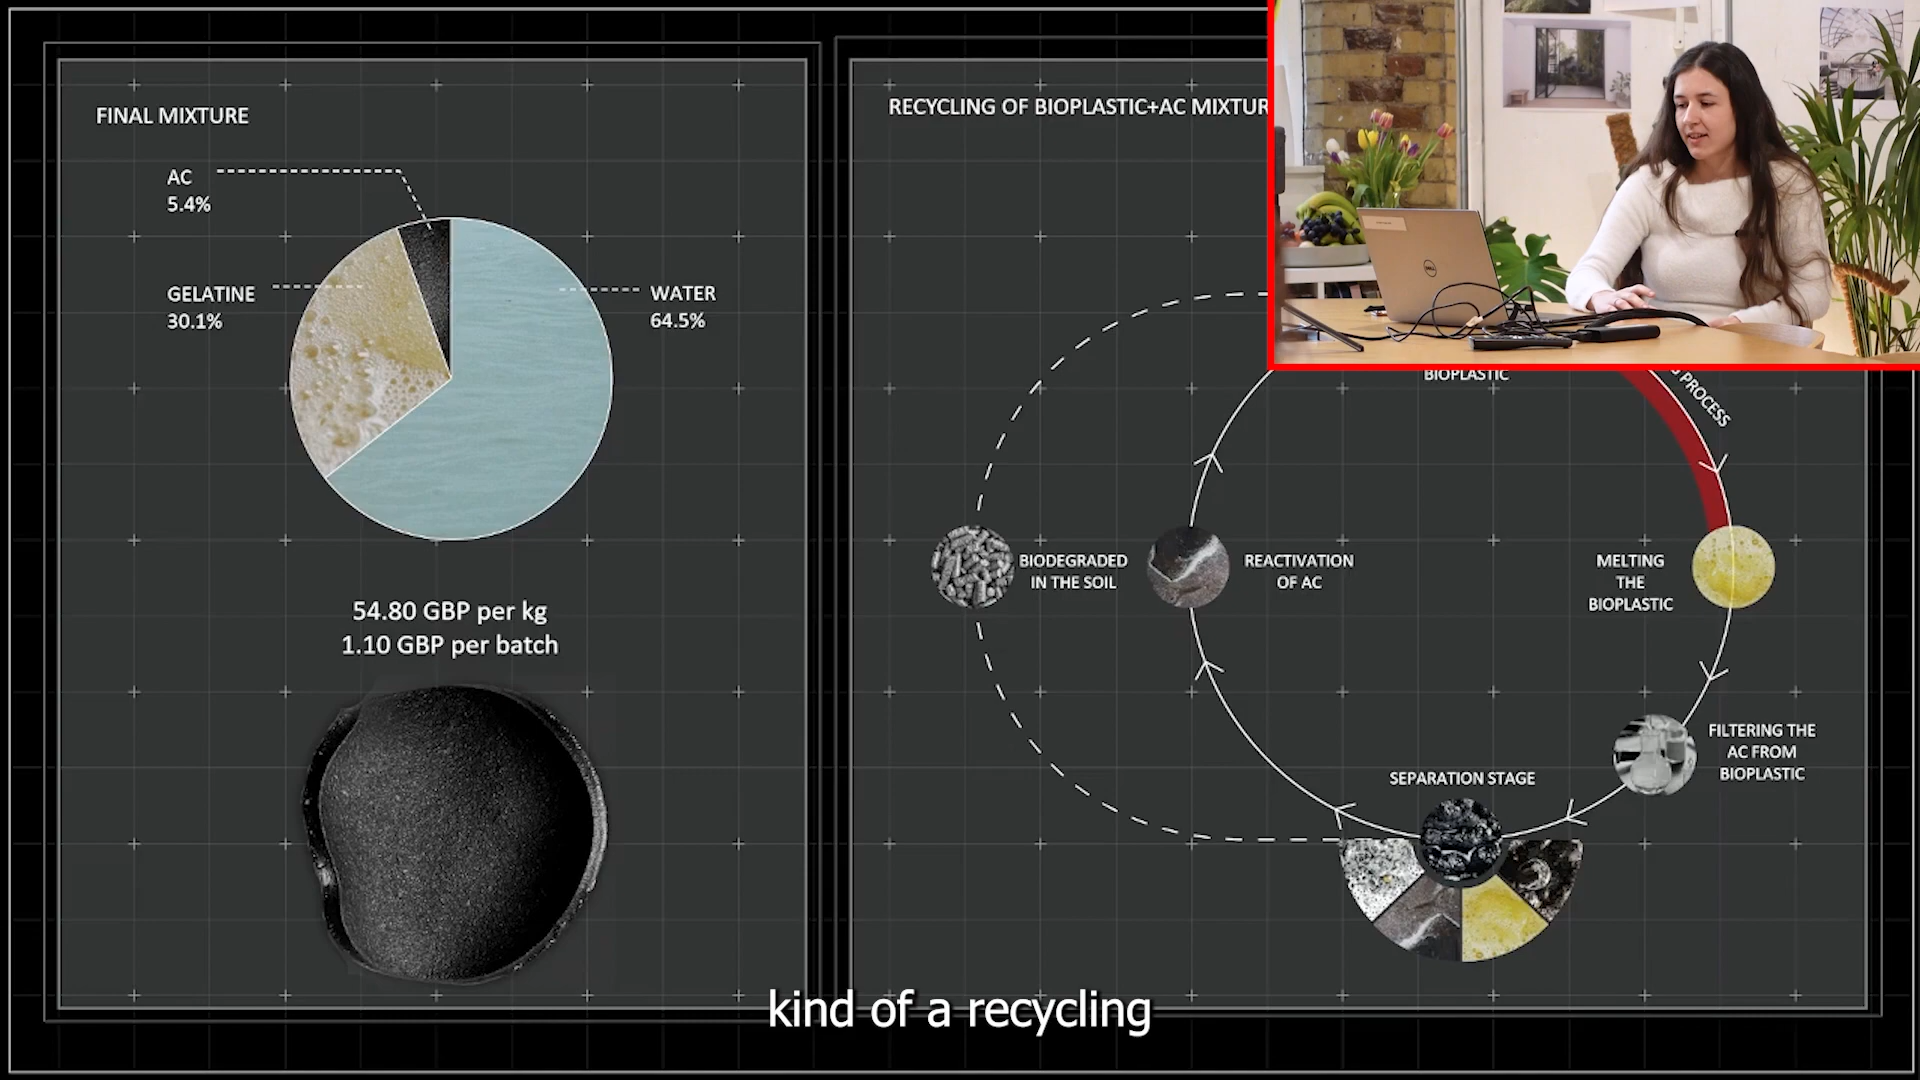 FINAL MIXTURE
AC
5.4%
GELATINE
30.1%
WATER
64.5%
54.80 GBP per kg
1.10 GBP per batch
RECYCLING OF BIOPLASTIC+AC MIXTUR
BIOPLASTIC
PROCESS
BIODEGRADED
IN THE SOIL
REACTIVATION
OF AC
MELTING
THE
BIOPLASTIC
FILTERING THE
AC FROM
BIOPLASTIC
SEPARATION STAGE
DELL
kind of a recycling